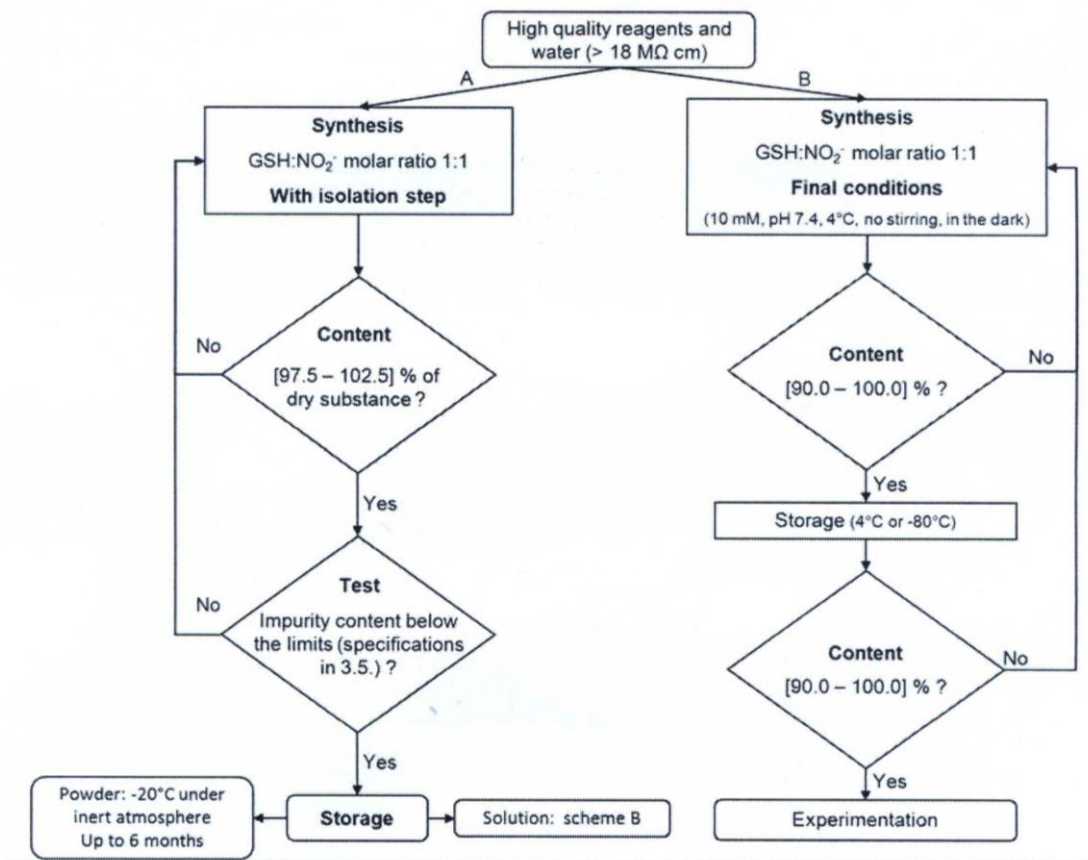 High quality reagents and
water (> 18 MΩ cm)
A
B
Synthesis
GSH:NO₂⁻ molar ratio 1:1
With isolation step
Synthesis
GSH:NO₂⁻ molar ratio 1:1
Final conditions
(10 mM, pH 7.4, 4°C, no stirring, in the dark)
No
Content
[97.5 – 102.5] % of
dry substance ?
Content
[90.0 – 100.0] % ?
No
Yes
Yes
Storage (4°C or -80°C)
No
Test
Impurity content below
the limits (specifications
in 3.5.) ?
Content
[90.0 – 100.0] % ?
No
Yes
Yes
Powder: -20°C under
inert atmosphere
Up to 6 months
Storage
Solution: scheme B
Experimentation